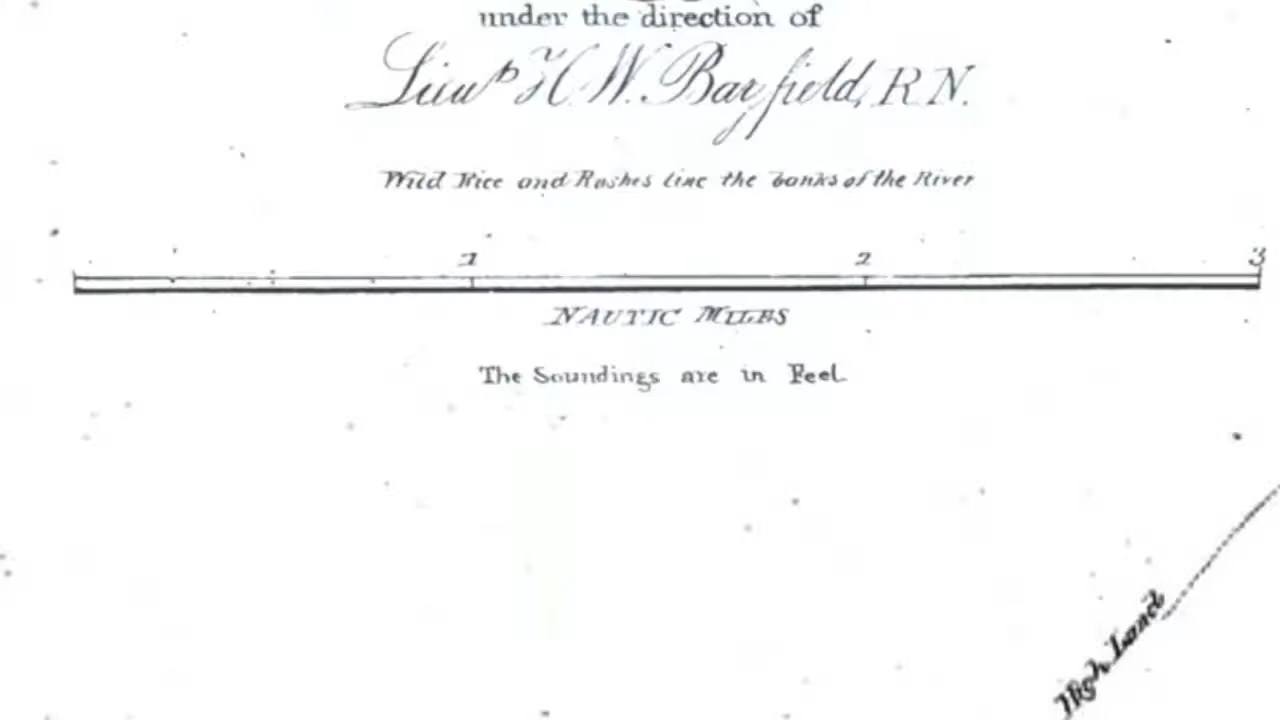 under the direction of
Lieut. H. W. Bayfield, R N.
Wild Rice and Rushes line the banks of the River
1 2 3
NAUTIC MILES
The Soundings are in Feet
High Land